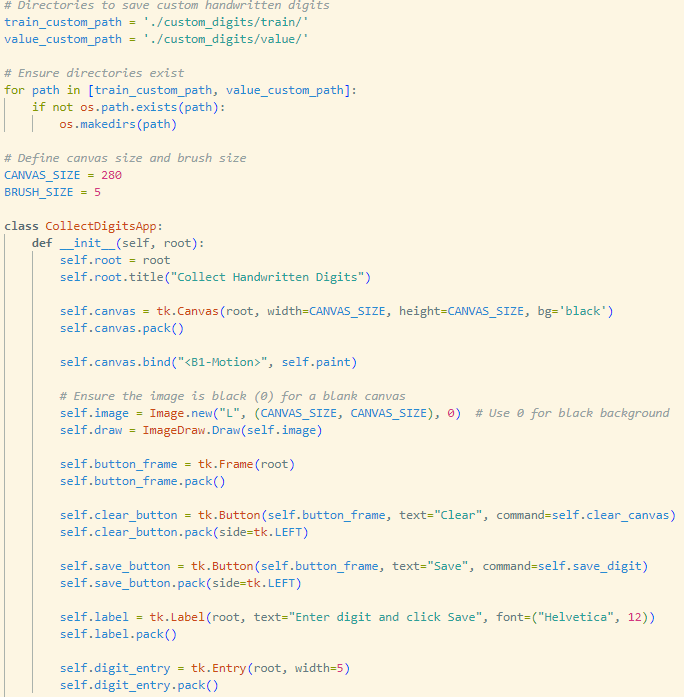 # Directories to save custom handwritten digits
train_custom_path = './custom_digits/train/'
value_custom_path = './custom_digits/value/'

# Ensure directories exist
for path in [train_custom_path, value_custom_path]:
    if not os.path.exists(path):
        os.makedirs(path)

# Define canvas size and brush size
CANVAS_SIZE = 280
BRUSH_SIZE = 5

class CollectDigitsApp:
    def __init__(self, root):
        self.root = root
        self.root.title("Collect Handwritten Digits")

        self.canvas = tk.Canvas(root, width=CANVAS_SIZE, height=CANVAS_SIZE, bg='black')
        self.canvas.pack()

        self.canvas.bind("<B1-Motion>", self.paint)

        # Ensure the image is black (0) for a blank canvas
        self.image = Image.new("L", (CANVAS_SIZE, CANVAS_SIZE), 0)  # Use 0 for black background
        self.draw = ImageDraw.Draw(self.image)

        self.button_frame = tk.Frame(root)
        self.button_frame.pack()

        self.clear_button = tk.Button(self.button_frame, text="Clear", command=self.clear_canvas)
        self.clear_button.pack(side=tk.LEFT)

        self.save_button = tk.Button(self.button_frame, text="Save", command=self.save_digit)
        self.save_button.pack(side=tk.LEFT)

        self.label = tk.Label(root, text="Enter digit and click Save", font=("Helvetica", 12))
        self.label.pack()

        self.digit_entry = tk.Entry(root, width=5)
        self.digit_entry.pack()